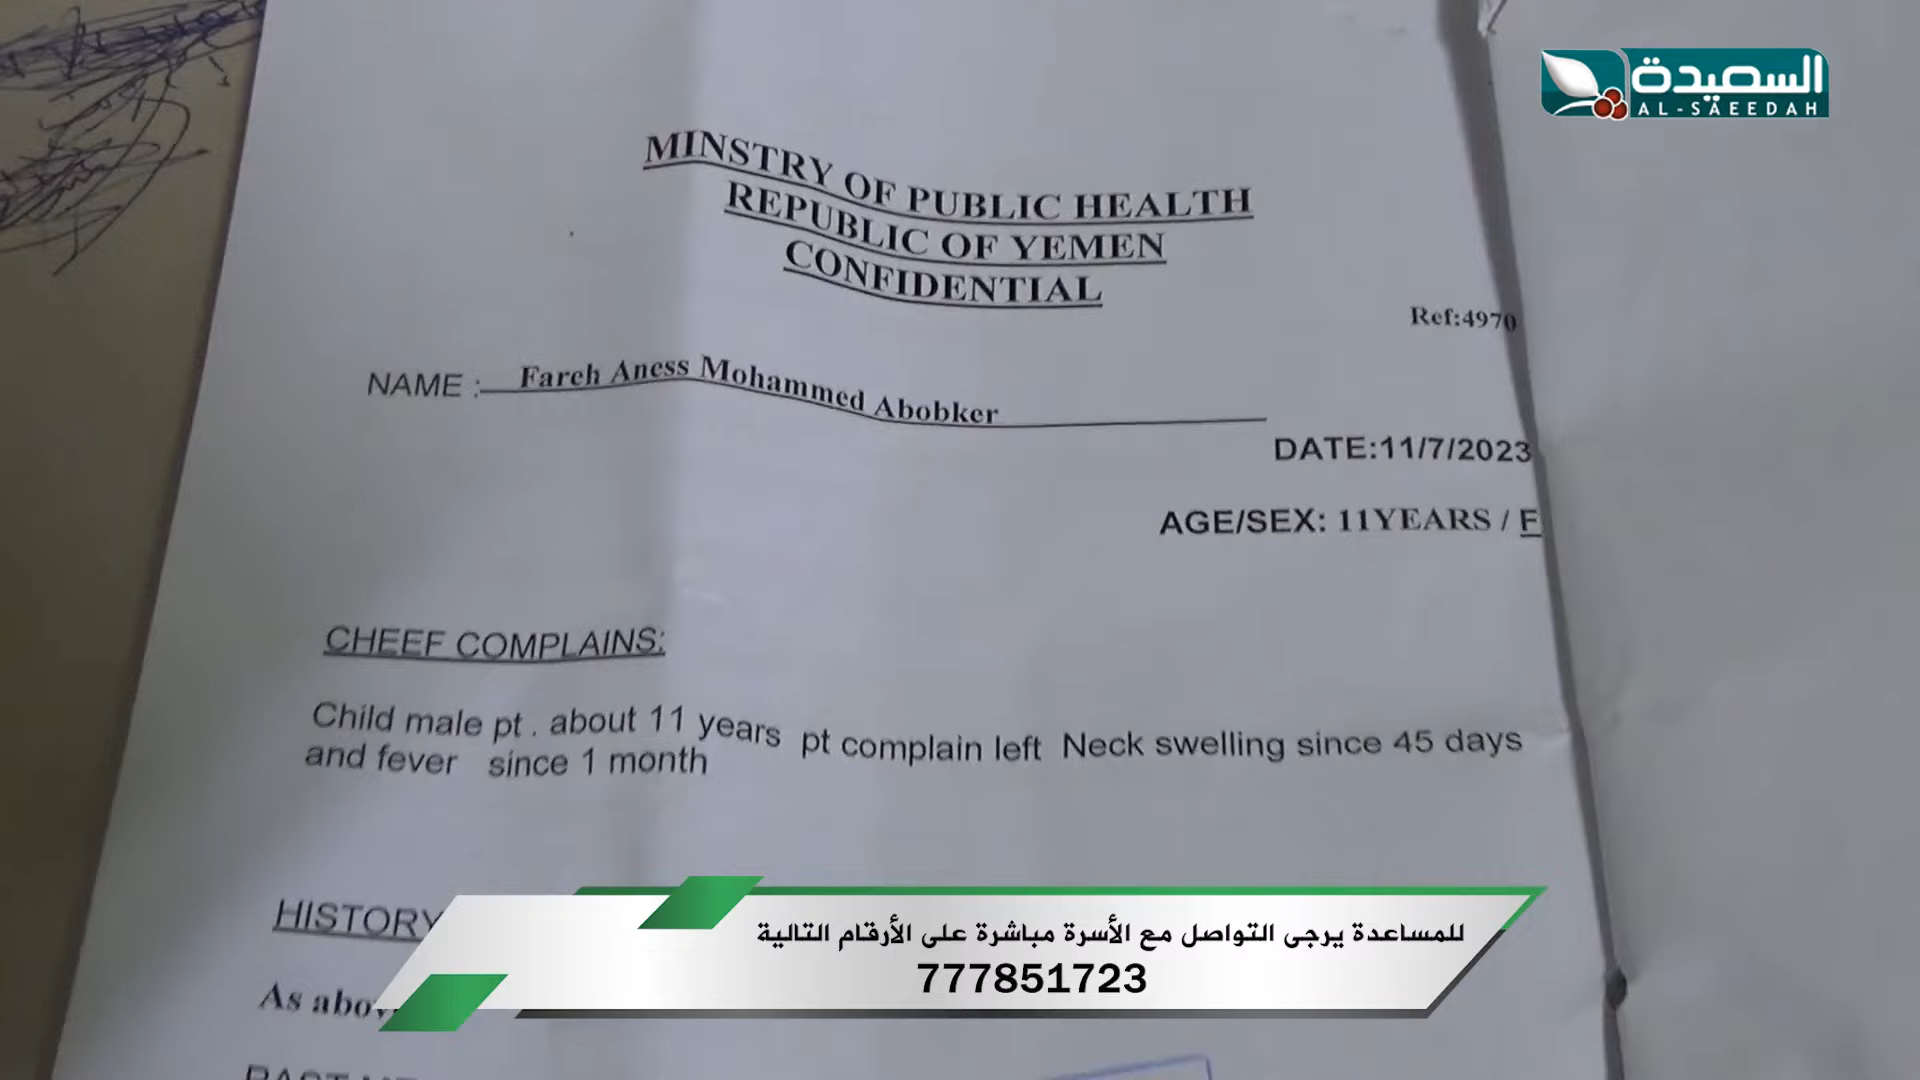 السعيدة
AL-SAEEDAH
MINSTRY OF PUBLIC HEALTH
REPUBLIC OF YEMEN
CONFIDENTIAL
Ref:4970
NAME : Fareh Aness Mohammed Abobker
DATE:11/7/2023
AGE/SEX: 11YEARS / F
CHEEF COMPLAINS:
Child male pt . about 11 years pt complain left Neck swelling since 45 days
and fever since 1 month
HISTORY
As abov
للمساعدة يرجى التواصل مع الأسرة مباشرة على الأرقام التالية
777851723